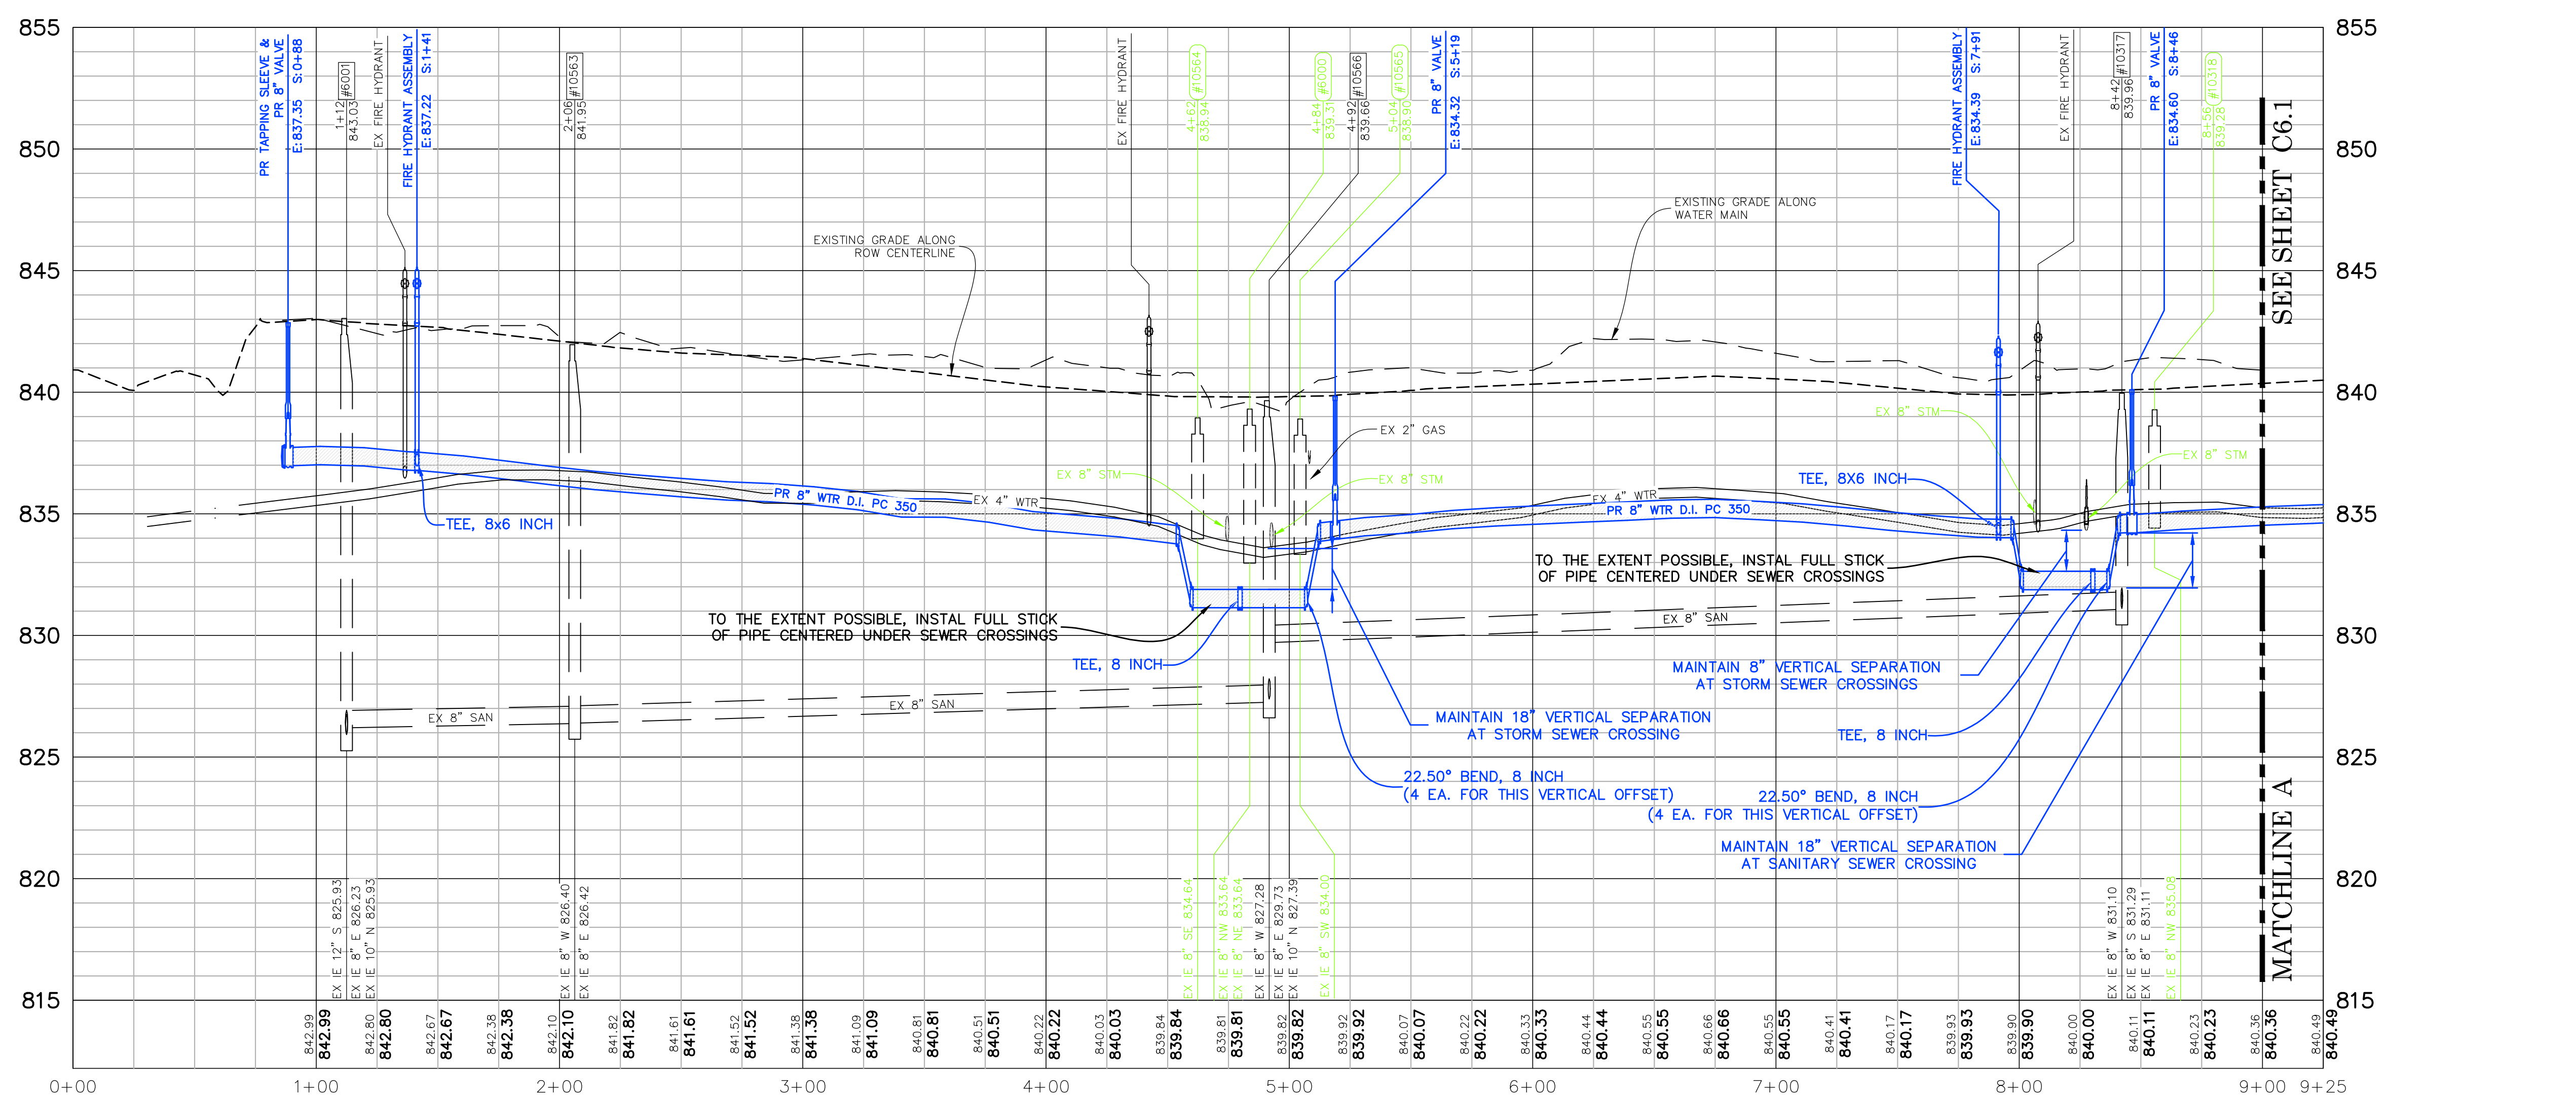 855
PR TAPPING SLEEVE &
PR 8" VALVE
E:837.35 S:0+88
1+12 #6001
843.03
EX FIRE HYDRANT
FIRE HYDRANT ASSEMBLY
E:837.22 S:1+41
2+06 #10563
841.95
EX FIRE HYDRANT
4+62 #10564
838.94
4+84 #6000
839.31
4+92 #10566
839.66
5+04 #10565
838.90
PR 8" VALVE
E:834.32 S:5+19
FIRE HYDRANT ASSEMBLY
E:834.39 S:7+91
EX FIRE HYDRANT
8+42 #10317
839.96
PR 8" VALVE
E:834.60 S:8+46
8+56 #10318
839.28
855
850
850
SEE SHEET C6.1
EXISTING GRADE ALONG
WATER MAIN
EXISTING GRADE ALONG
ROW CENTERLINE
845
845
840
840
EX 8" STM
EX 2" GAS
EX 8" STM
EX 8" STM
EX 8" STM
TEE, 8X6 INCH
PR 8" WTR D.I. PC 350
EX 4" WTR
EX 4" WTR
PR 8" WTR D.I. PC 350
835
835
TEE, 8x6 INCH
TO THE EXTENT POSSIBLE, INSTAL FULL STICK
OF PIPE CENTERED UNDER SEWER CROSSINGS
TO THE EXTENT POSSIBLE, INSTAL FULL STICK
OF PIPE CENTERED UNDER SEWER CROSSINGS
EX 8" SAN
830
830
TEE, 8 INCH
MAINTAIN 8" VERTICAL SEPARATION
AT STORM SEWER CROSSINGS
EX 8" SAN
EX 8" SAN
MAINTAIN 18" VERTICAL SEPARATION
AT STORM SEWER CROSSING
TEE, 8 INCH
825
825
22.50° BEND, 8 INCH
(4 EA. FOR THIS VERTICAL OFFSET)
22.50° BEND, 8 INCH
(4 EA. FOR THIS VERTICAL OFFSET)
MAINTAIN 18" VERTICAL SEPARATION
AT SANITARY SEWER CROSSING
MATCHLINE A
820
820
EX IE 12" S 825.93
EX IE 8" E 826.23
EX IE 10" N 825.93
EX IE 8" W 826.40
EX IE 8" E 826.42
EX IE 8" SE 834.64
EX IE 8" NW 833.64
EX IE 8" NE 833.64
EX IE 8" W 827.28
EX IE 8" E 829.73
EX IE 10" N 827.39
EX IE 8" SW 834.00
EX IE 8" W 831.10
EX IE 8" S 831.29
EX IE 8" E 831.11
EX IE 8" NW 835.08
815
815
842.99
842.99
842.80
842.80
842.67
842.67
842.38
842.38
842.10
842.10
841.82
841.82
841.61
841.61
841.52
841.52
841.38
841.38
841.09
841.09
840.81
840.81
840.51
840.51
840.22
840.22
840.03
840.03
839.84
839.84
839.81
839.81
839.82
839.82
839.92
839.92
840.07
840.07
840.22
840.22
840.33
840.33
840.44
840.44
840.55
840.55
840.66
840.66
840.55
840.55
840.41
840.41
840.17
840.17
839.93
839.93
839.90
839.90
840.00
840.00
840.11
840.11
840.23
840.23
840.36
840.36
840.49
840.49
0+00
1+00
2+00
3+00
4+00
5+00
6+00
7+00
8+00
9+00
9+25